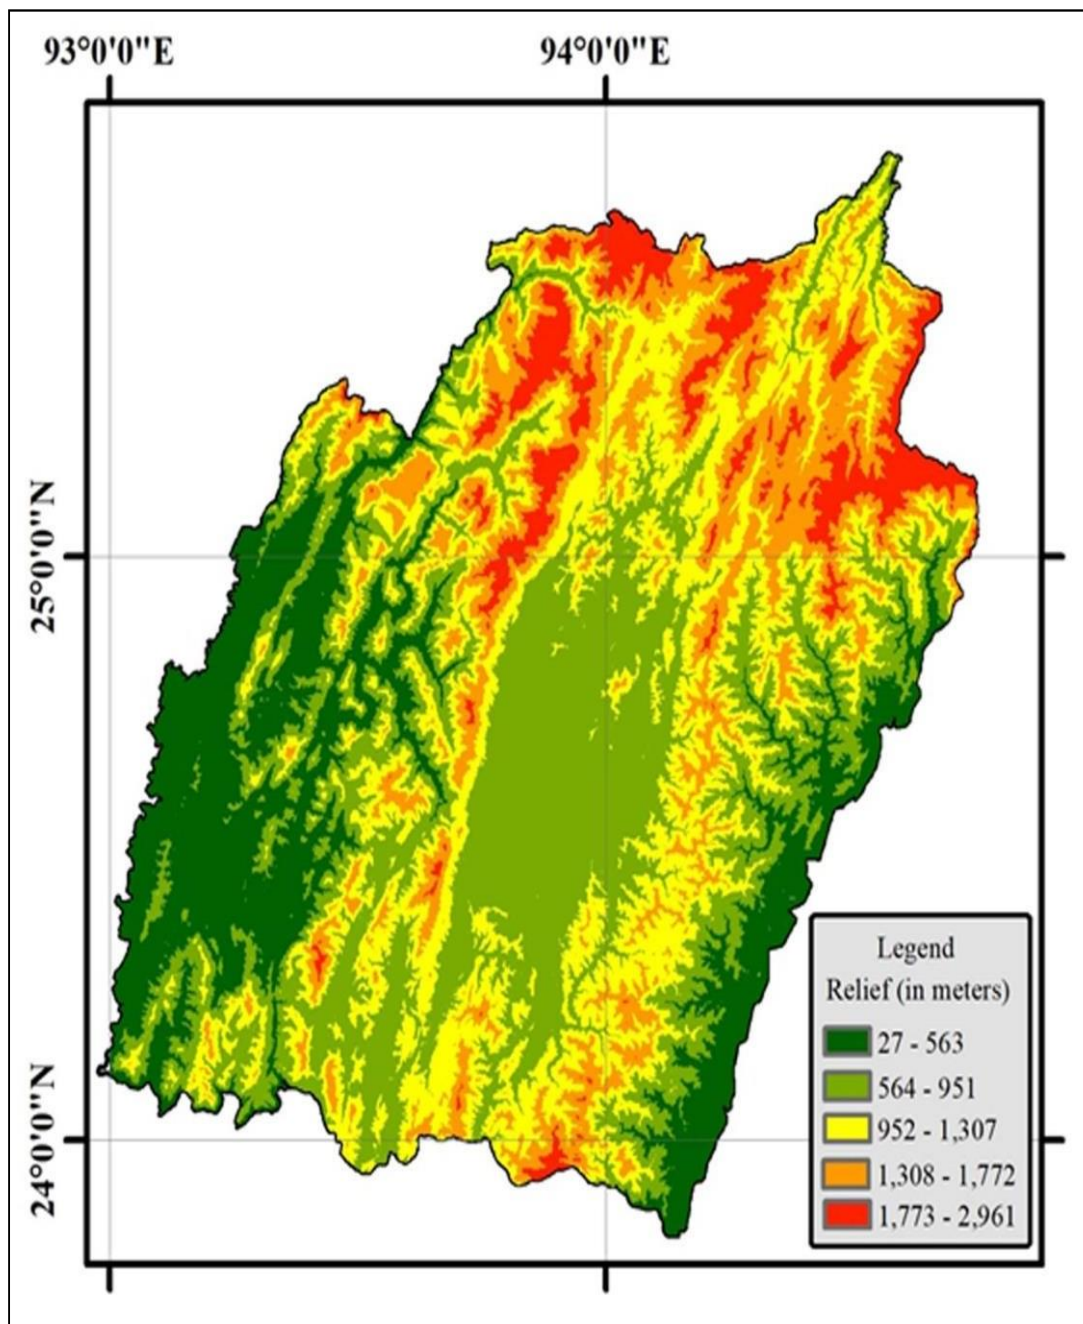 93°0'0"E
94°0'0"E
25°0'0"N
24°0'0"N
Legend
Relief (in meters)
27 - 563
564 - 951
952 - 1,307
1,308 - 1,772
1,773 - 2,961